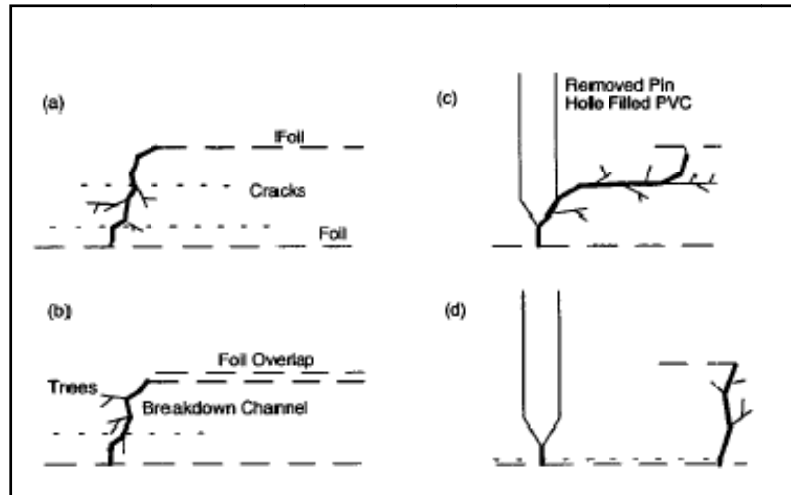 (a)
Foil
Cracks
Foil
(b)
Foil Overlap
Trees
Breakdown Channel
(c)
Removed Pin
Hole Filled PVC
(d)